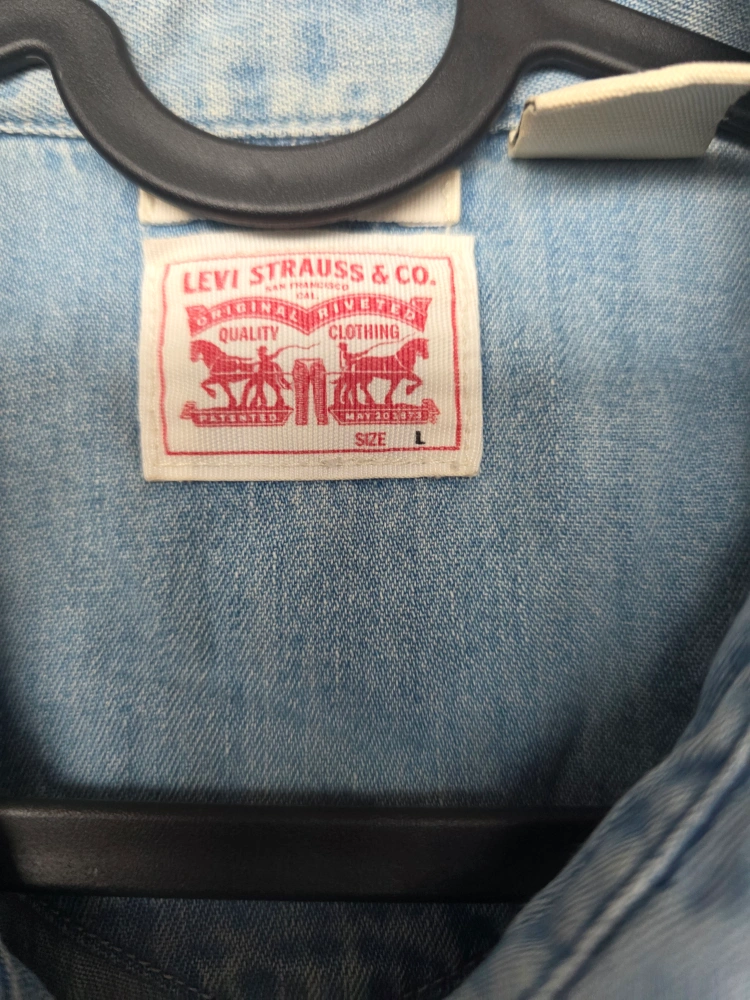 LEVI STRAUSS & CO.
SAN FRANCISCO
CAL.
ORIGINAL RIVETED
QUALITY CLOTHING
PATENTED MAY 20 1873
SIZE L